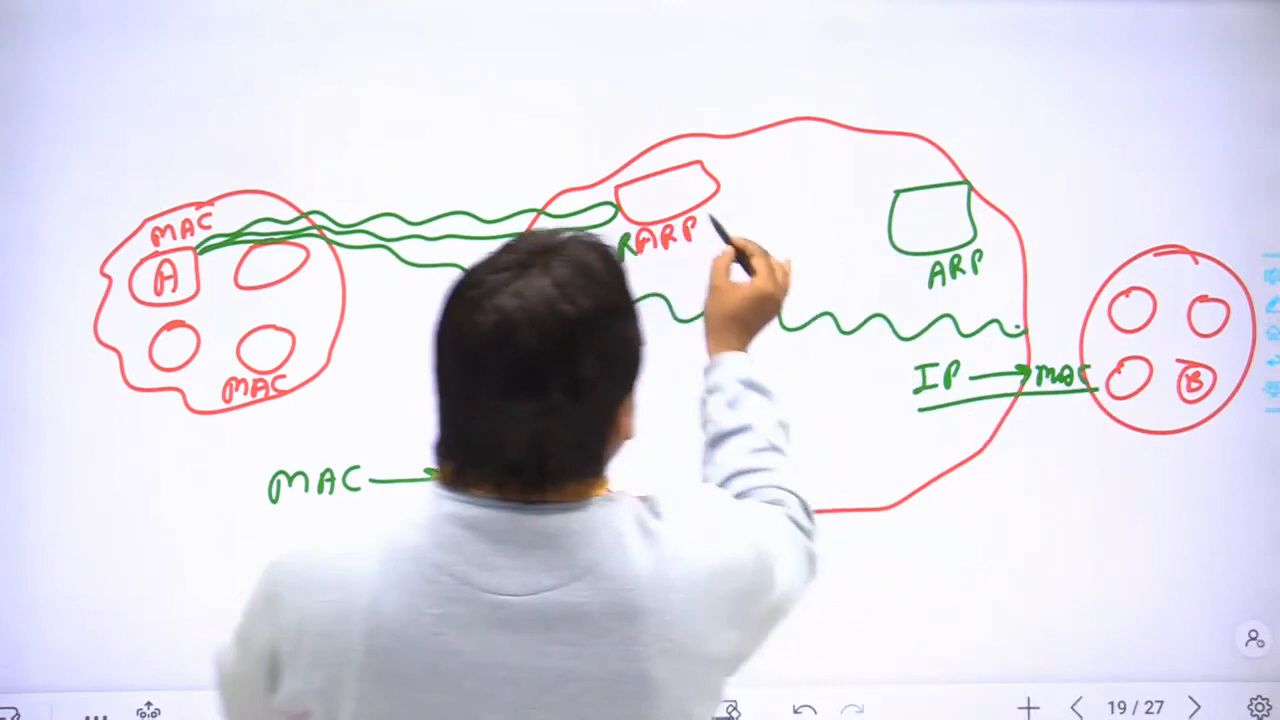 MAC
A
MAC
RARP
ARP
IP → MAC
B
MAC →
19 / 27